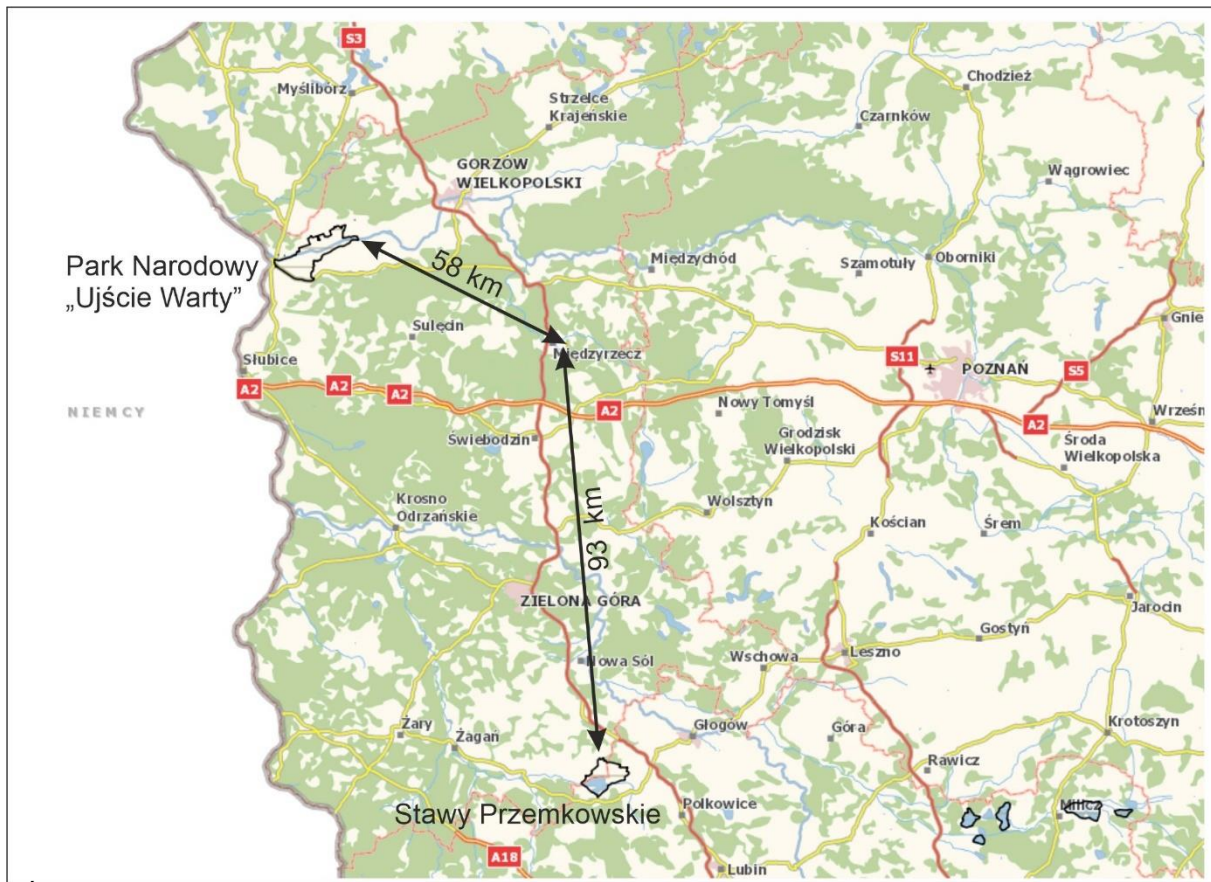 S3
Myślibórz
Strzelce
Krajeńskie
Chodzież
Czarnków
GORZÓW
WIELKOPOLSKI
Wągrowiec
Park Narodowy
„Ujście Warty”
58 km
Międzychód
Szamotuły
Oborniki
Sulęcin
Gnie
Słubice
Międzyrzecz
S11
POZNAŃ
S5
A2
A2
A2
A2
NIEMCY
Nowy Tomyśl
Wrześn
A2
Świebodzin
Grodzisk
Wielkopolski
Środa
Wielkopolska
Krosno
Odrzańskie
Wolsztyn
93 km
Kościan
Śrem
ZIELONA GÓRA
Jarocin
Gostyń
Nowa Sól
Wschowa
Leszno
Żary
Żagań
Głogów
Góra
Krotoszyn
Rawicz
Stawy Przemkowskie
Polkowice
Milicz
A18
Lubin